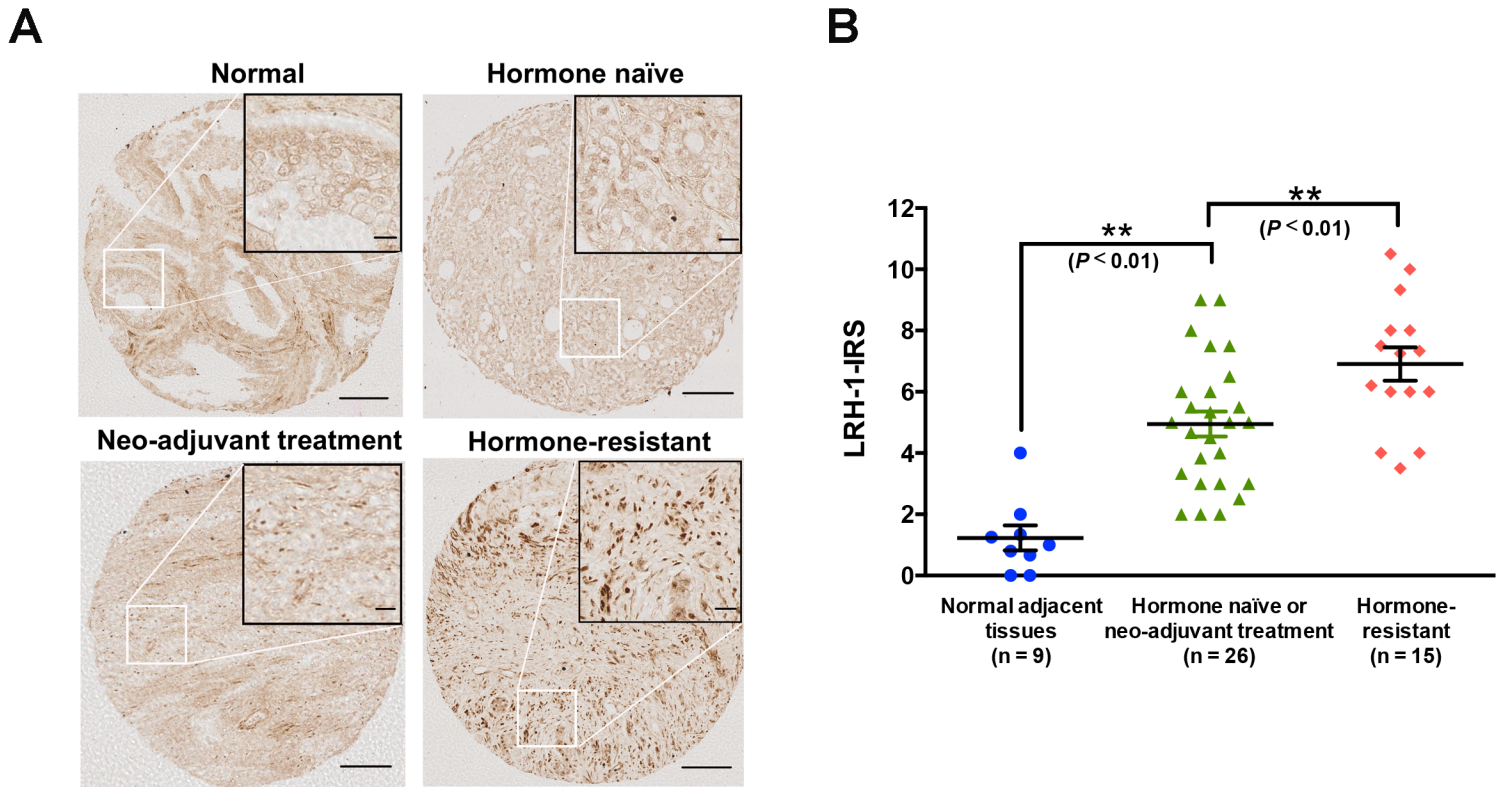 A
Normal
Hormone naïve
Neo-adjuvant treatment
Hormone-resistant
B
LRH-1-IRS
12
10
8
6
4
2
0
**
(P < 0.01)
**
(P < 0.01)
Normal adjacent
tissues
(n = 9)
Hormone naïve or
neo-adjuvant treatment
(n = 26)
Hormone-
resistant
(n = 15)